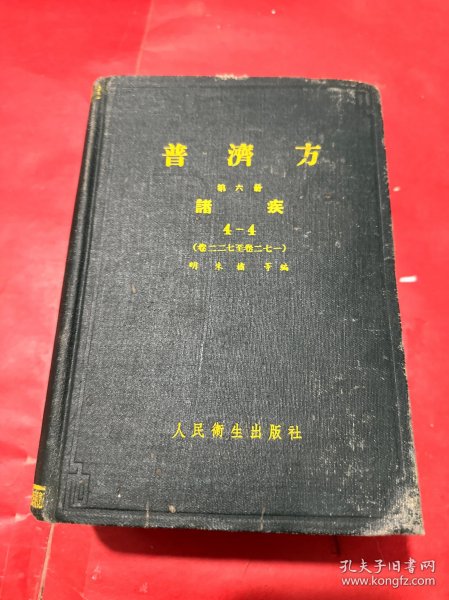 普濟方
第六册
諸疾
4-4
(卷二二七至卷二七一)
明 朱橚 等編
人民衛生出版社
孔夫子旧书网
www.kongfz.com